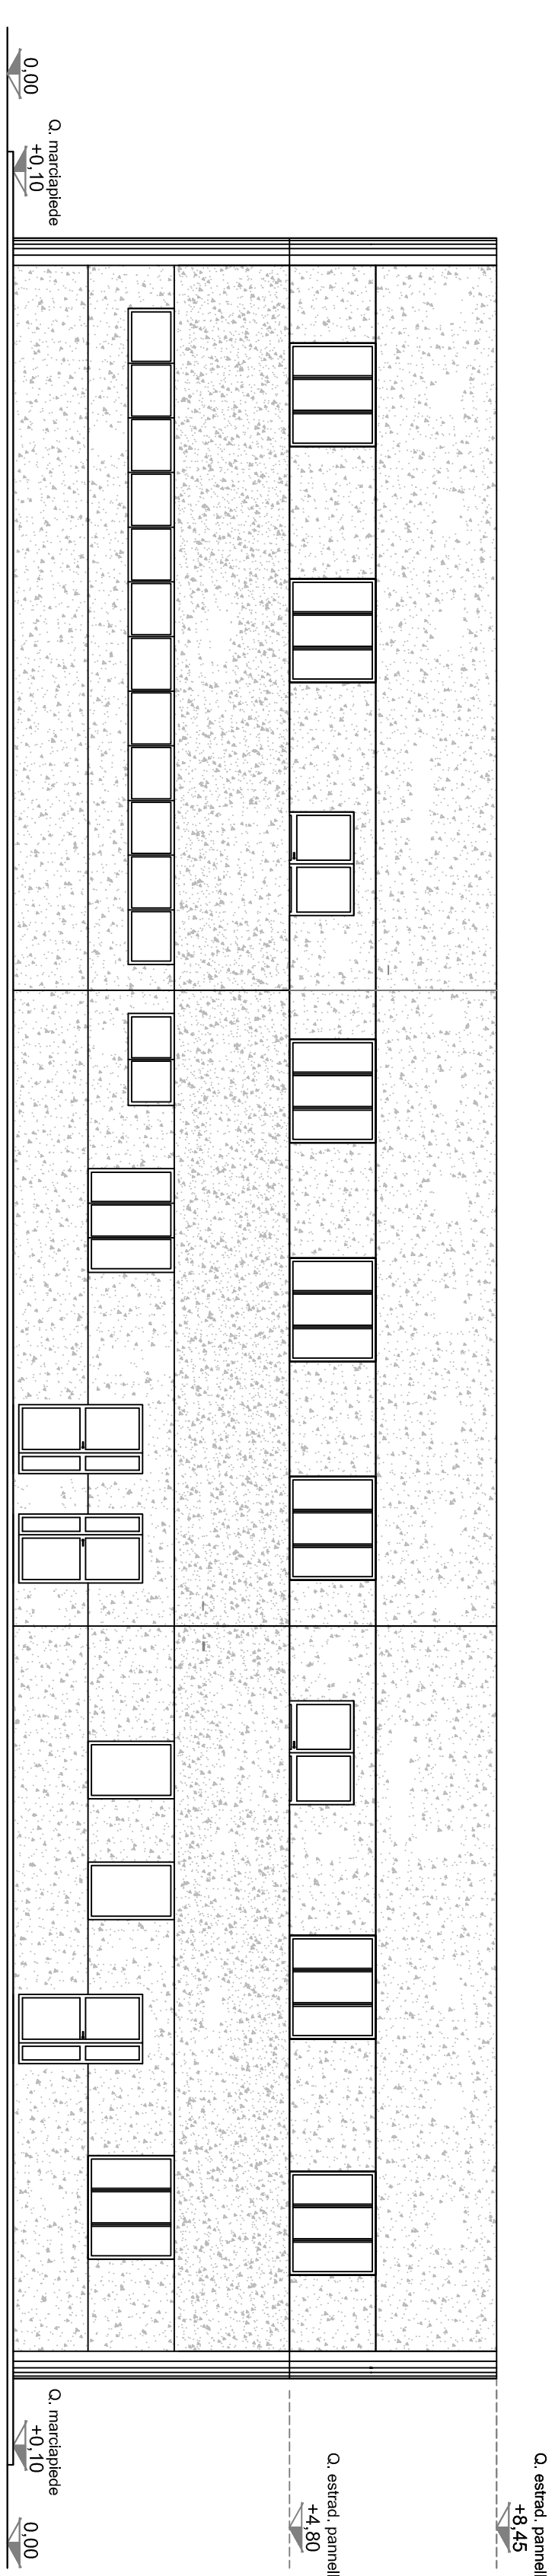 0,00
Q. marciapiede
+0,10
Q. estrad. pannell
+8,45
Q. estrad. pannell
+4,80
Q. marciapiede
+0,10
0,00